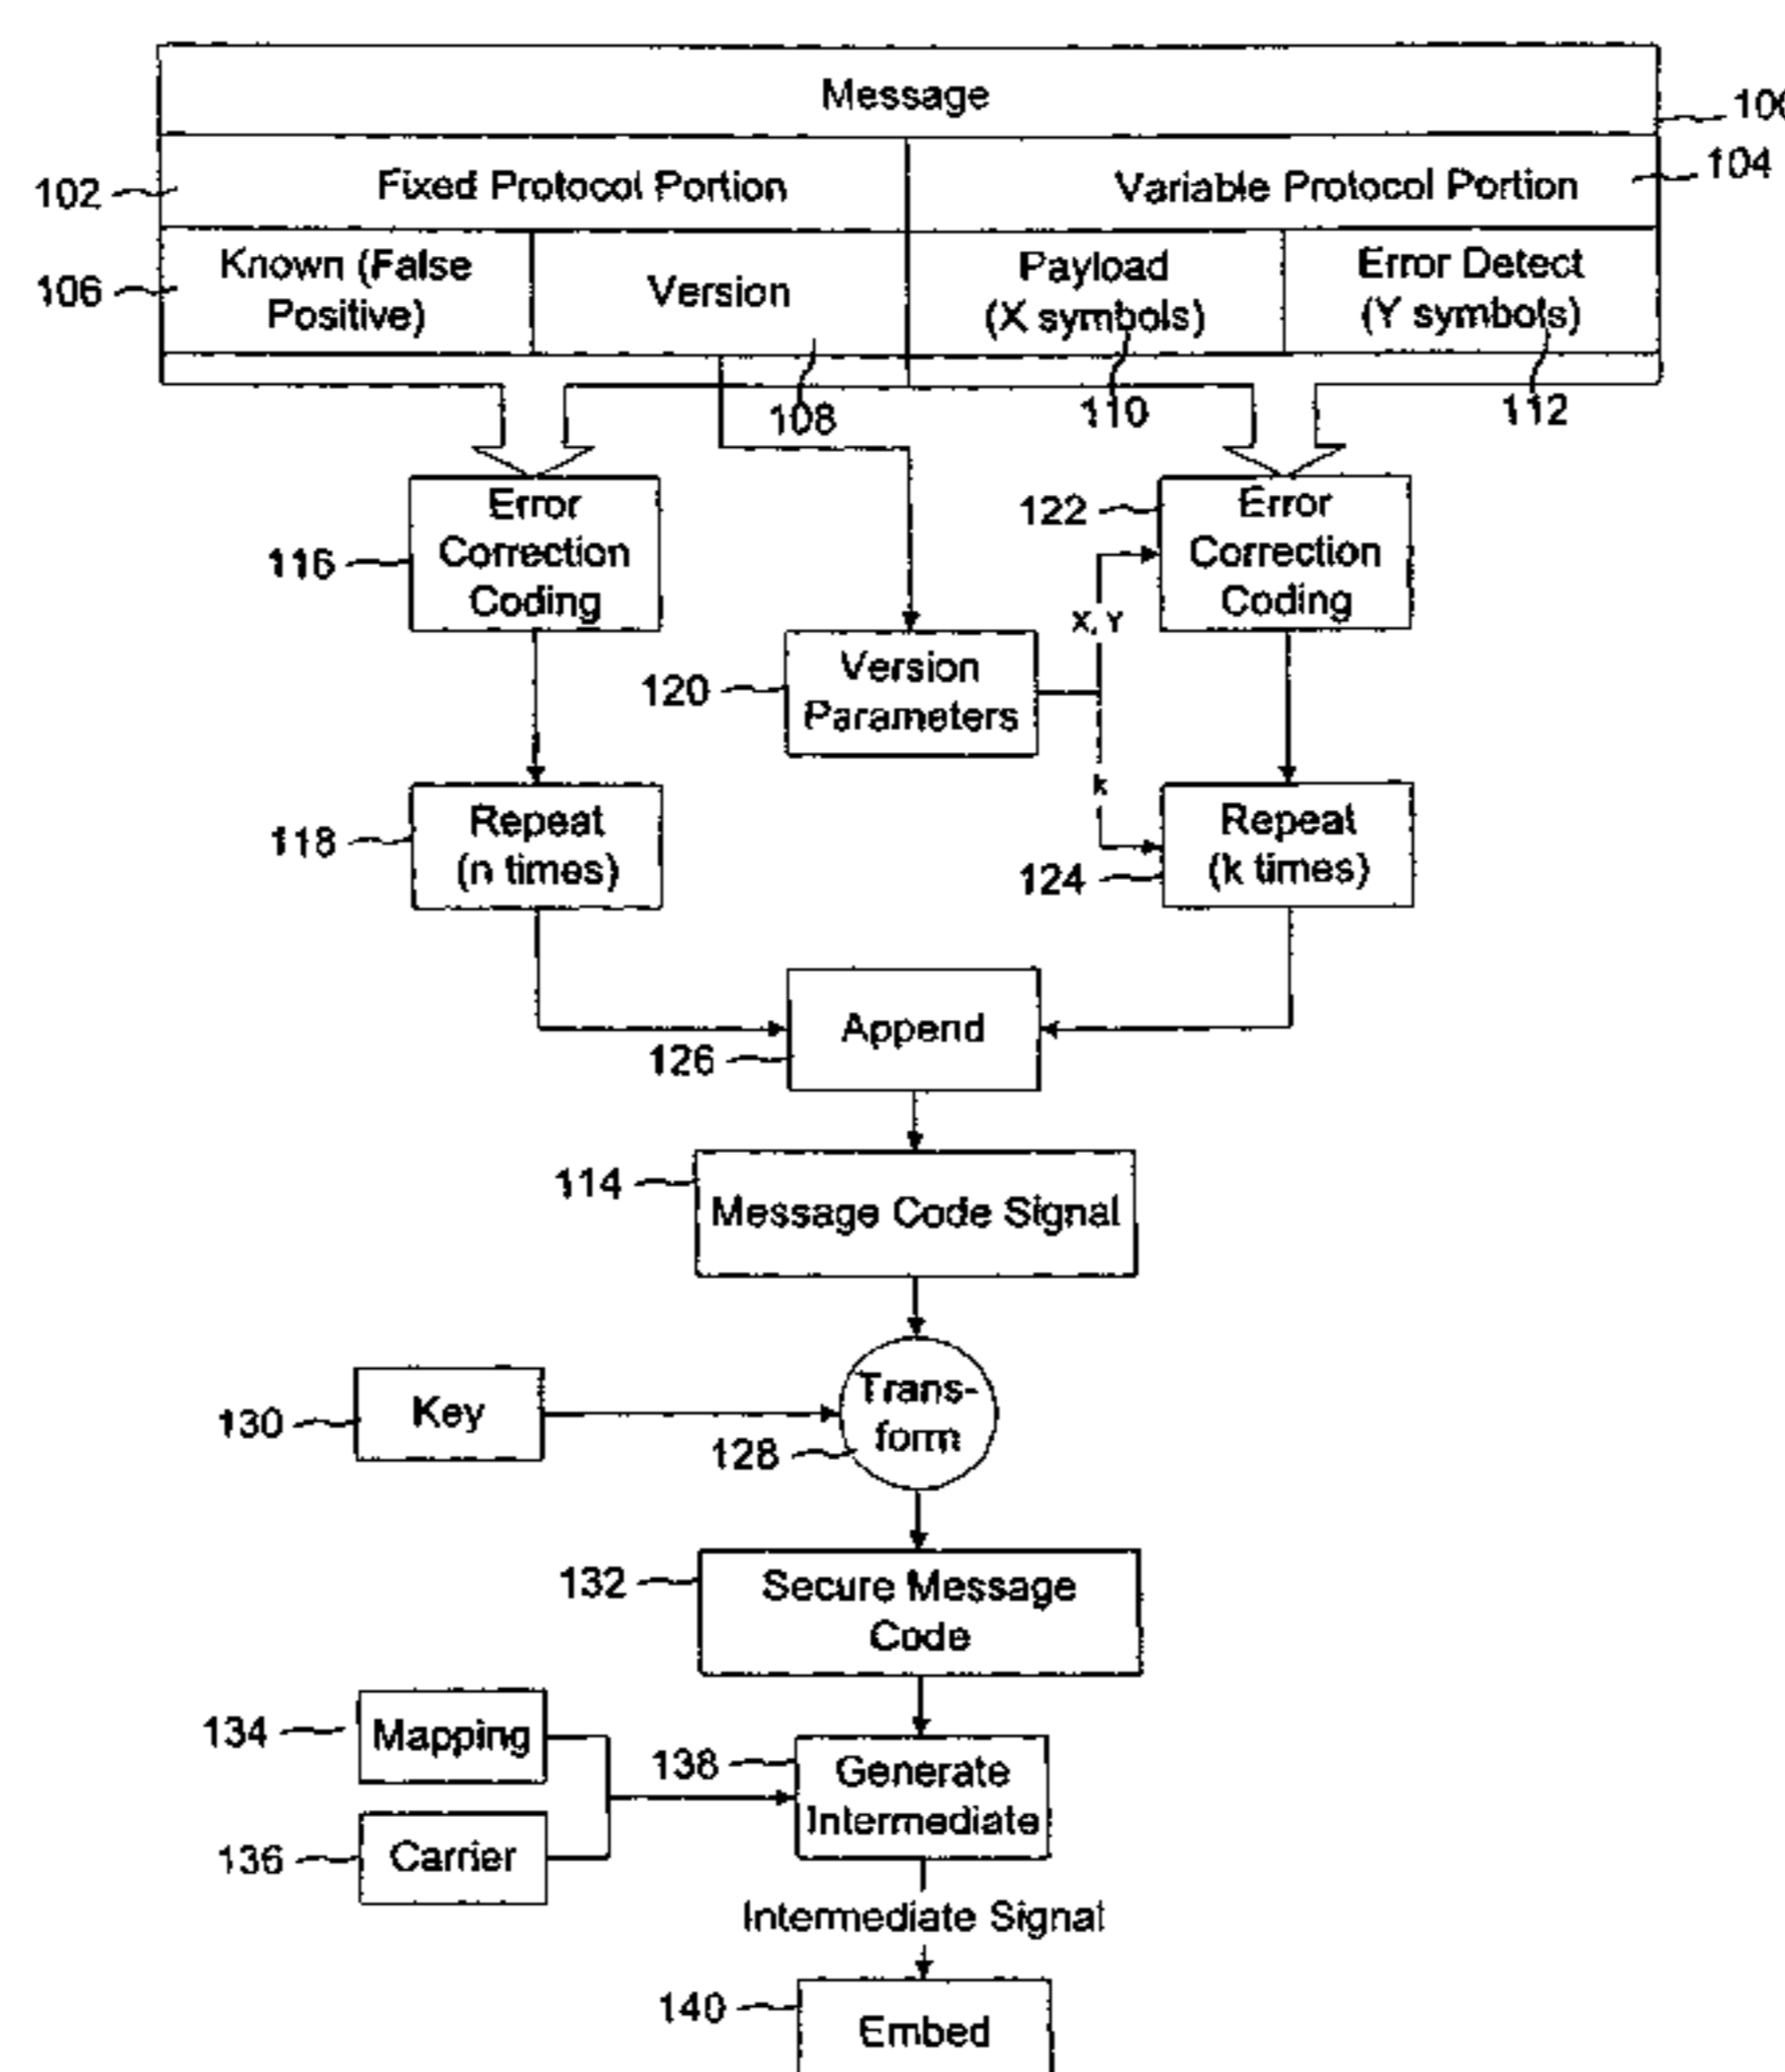 Message
100
102
Fixed Protocol Portion
Variable Protocol Portion
104
106
Known (False
Positive)
Version
Payload
(X symbols)
Error Detect
(Y symbols)
108
110
112
116
Error
Correction
Coding
122
Error
Correction
Coding
X, Y
120
Version
Parameters
k
118
Repeat
(n times)
124
Repeat
(k times)
Append
126
114
Message Code Signal
130
Key
Trans-
form
128
132
Secure Message
Code
134
Mapping
138
Generate
Intermediate
136
Carrier
Intermediate Signal
140
Embed